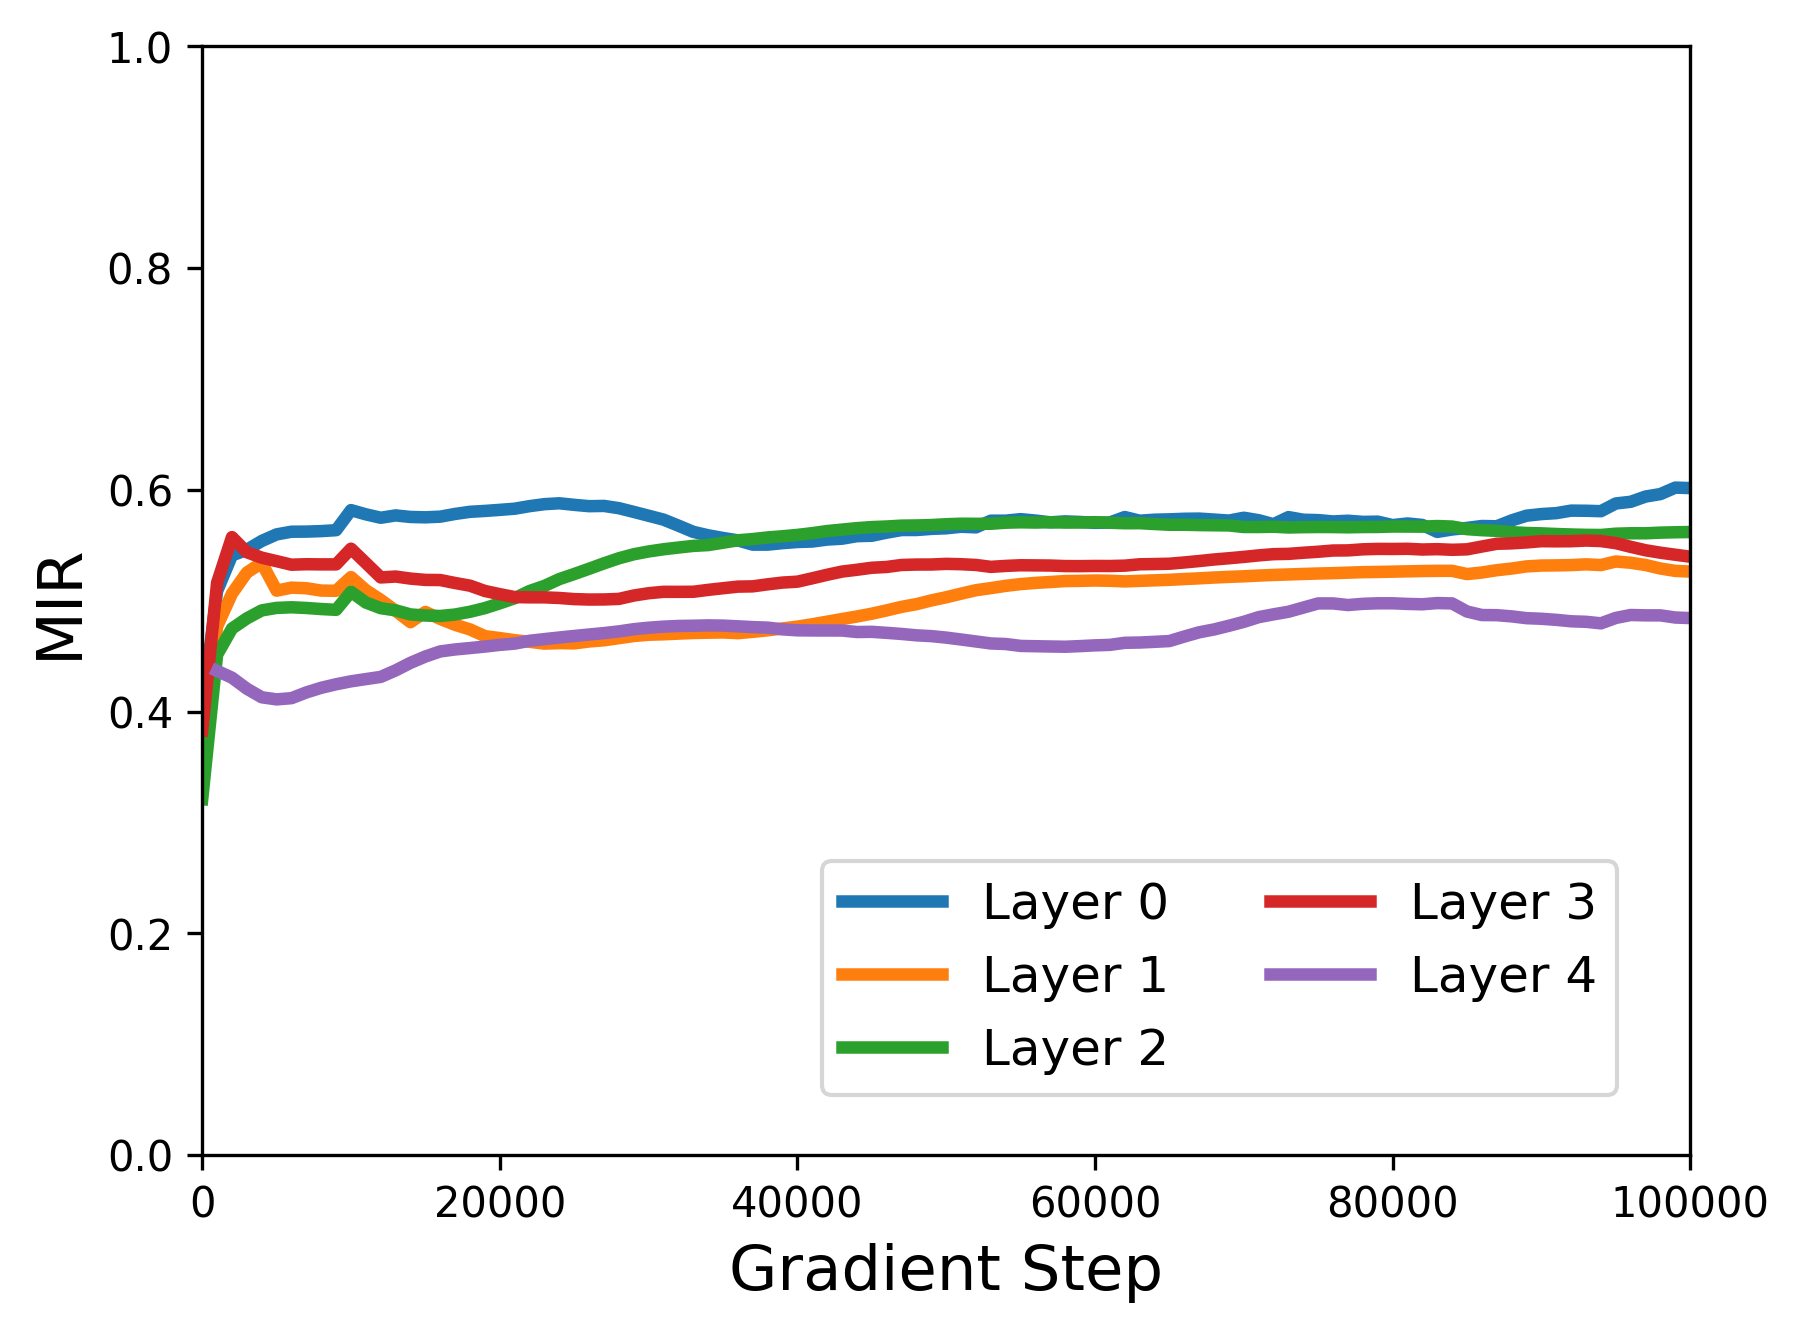 MIR
1.0
0.8
0.6
0.4
0.2
0.0
0 20000 40000 60000 80000 100000
Gradient Step
Layer 0
Layer 1
Layer 2
Layer 3
Layer 4